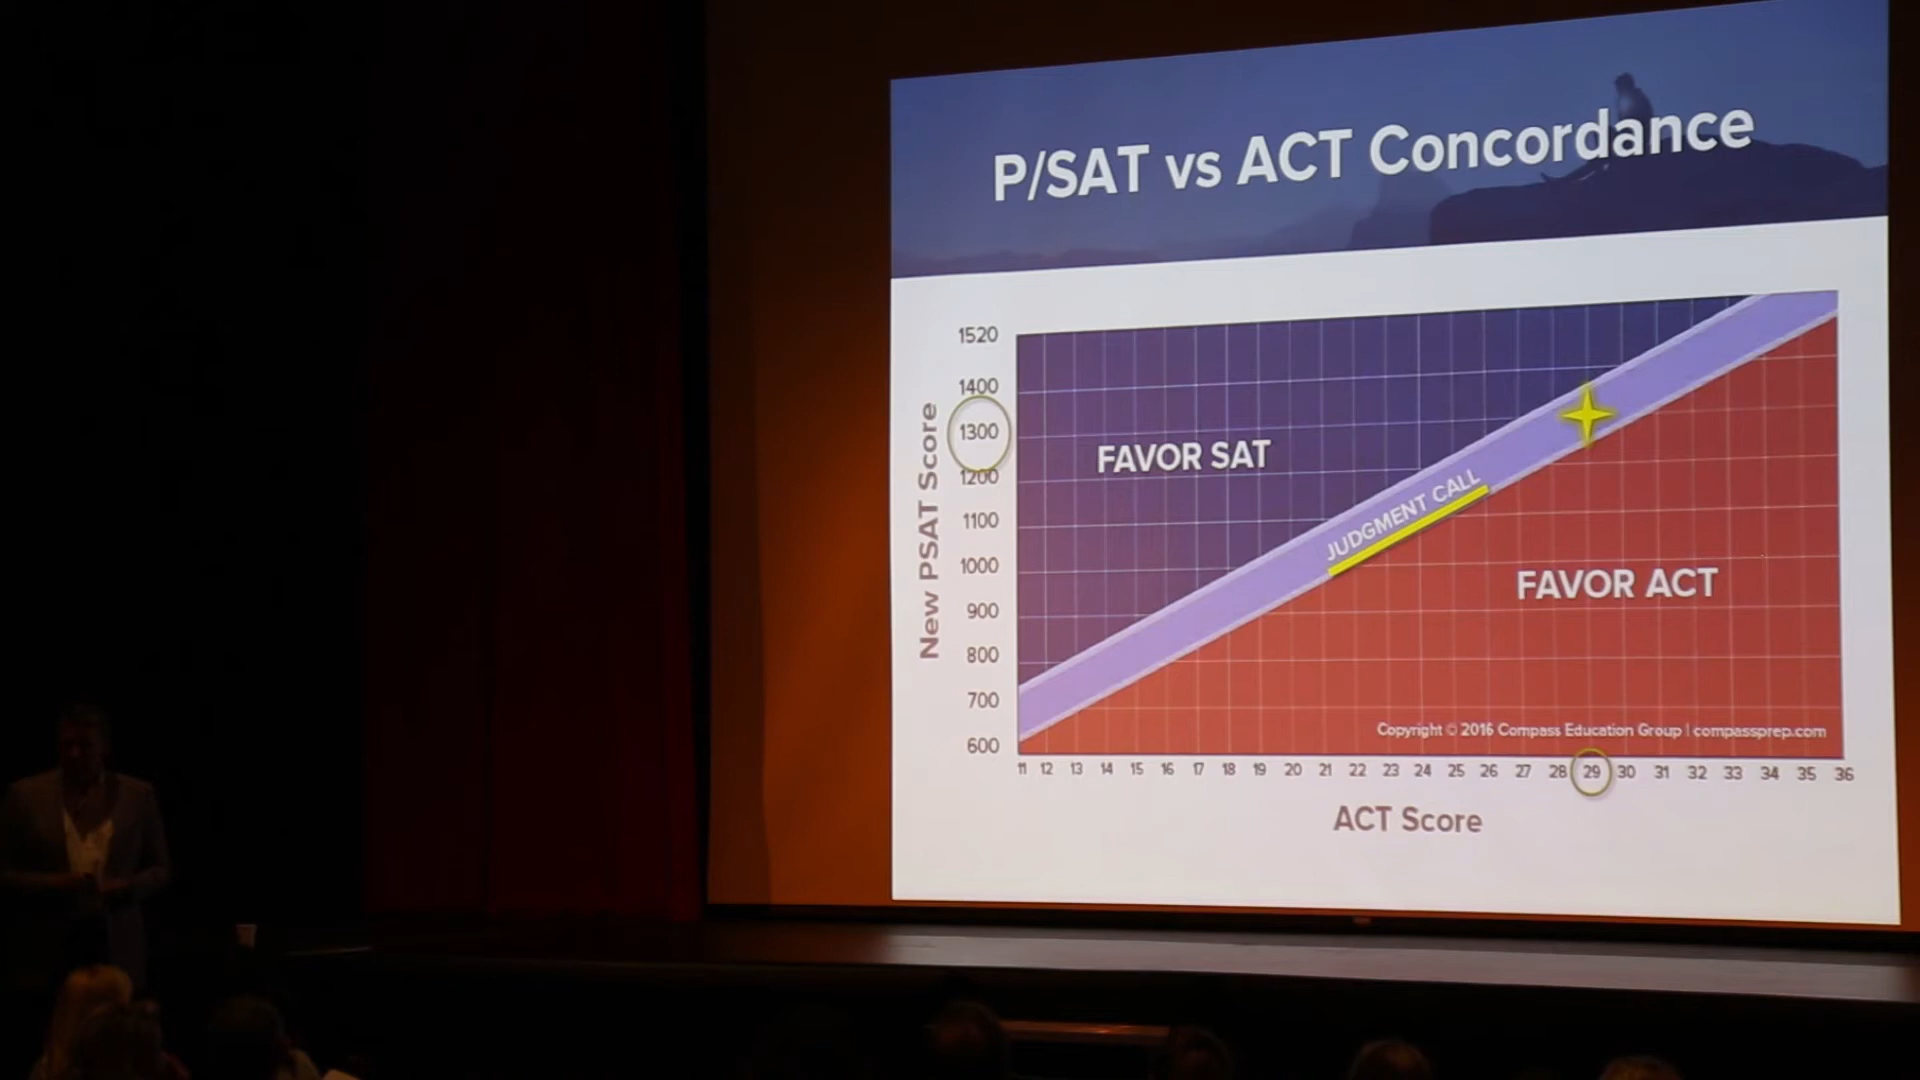 P/SAT vs ACT Concordance
New PSAT Score
1520
1400
1300
1200
1100
1000
900
800
700
600
FAVOR SAT
JUDGMENT CALL
FAVOR ACT
Copyright © 2016 Compass Education Group | compassprep.com
11 12 13 14 15 16 17 18 19 20 21 22 23 24 25 26 27 28 29 30 31 32 33 34 35 36
ACT Score